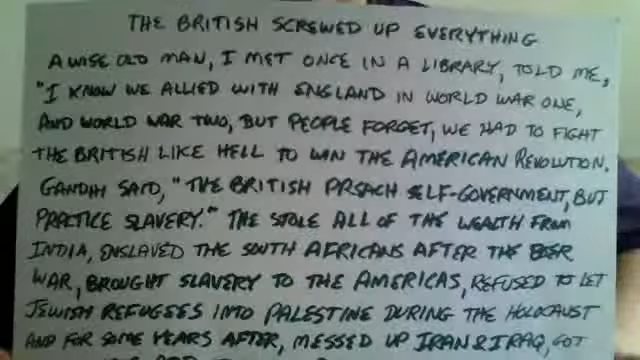 THE BRITISH SCREWED UP EVERYTHING
A WISE OLD MAN, I MET ONCE IN A LIBRARY, TOLD ME,
"I KNOW WE ALLIED WITH ENGLAND IN WORLD WAR ONE,
AND WORLD WAR TWO, BUT PEOPLE FORGET, WE HAD TO FIGHT
THE BRITISH LIKE HELL TO WIN THE AMERICAN REVOLUTION.
GANDHI SAID, "THE BRITISH PREACH SELF-GOVERNMENT, BUT
PRACTICE SLAVERY." THE STOLE ALL OF THE WEALTH FROM
INDIA, ENSLAVED THE SOUTH AFRICANS AFTER THE BOER
WAR, BROUGHT SLAVERY TO THE AMERICAS, REFUSED TO LET
JEWISH REFUGEES INTO PALESTINE DURING THE HOLOCAUST
AND FOR SOME YEARS AFTER, MESSED UP IRAN & IRAQ, GOT